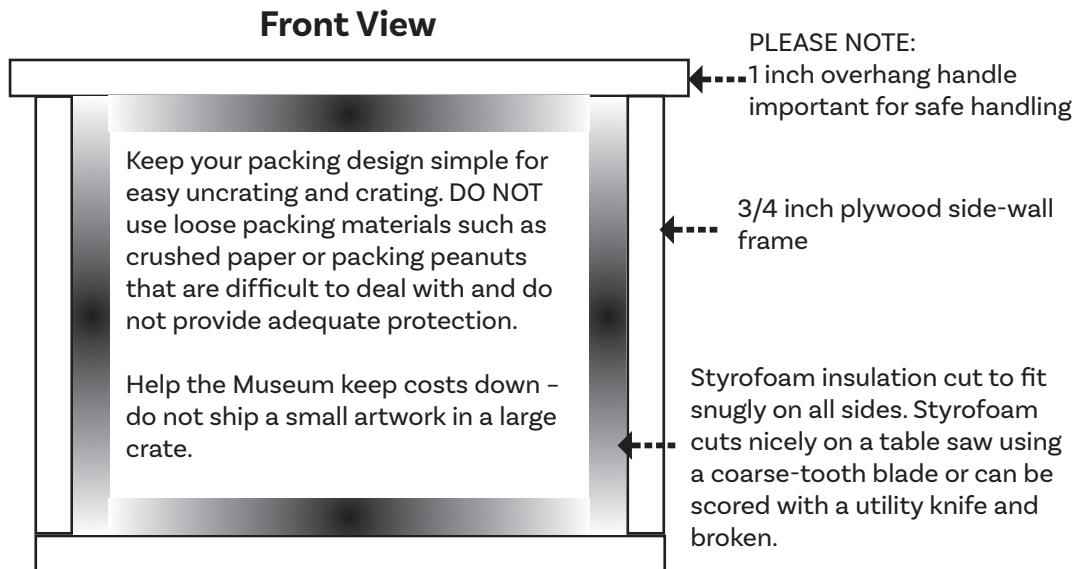 Front View
PLEASE NOTE:
1 inch overhang handle
important for safe handling
Keep your packing design simple for
easy uncrating and crating. DO NOT
use loose packing materials such as
crushed paper or packing peanuts
that are difficult to deal with and do
not provide adequate protection.
Help the Museum keep costs down –
do not ship a small artwork in a large
crate.
3/4 inch plywood side-wall
frame
Styrofoam insulation cut to fit
snugly on all sides. Styrofoam
cuts nicely on a table saw using
a coarse-tooth blade or can be
scored with a utility knife and
broken.